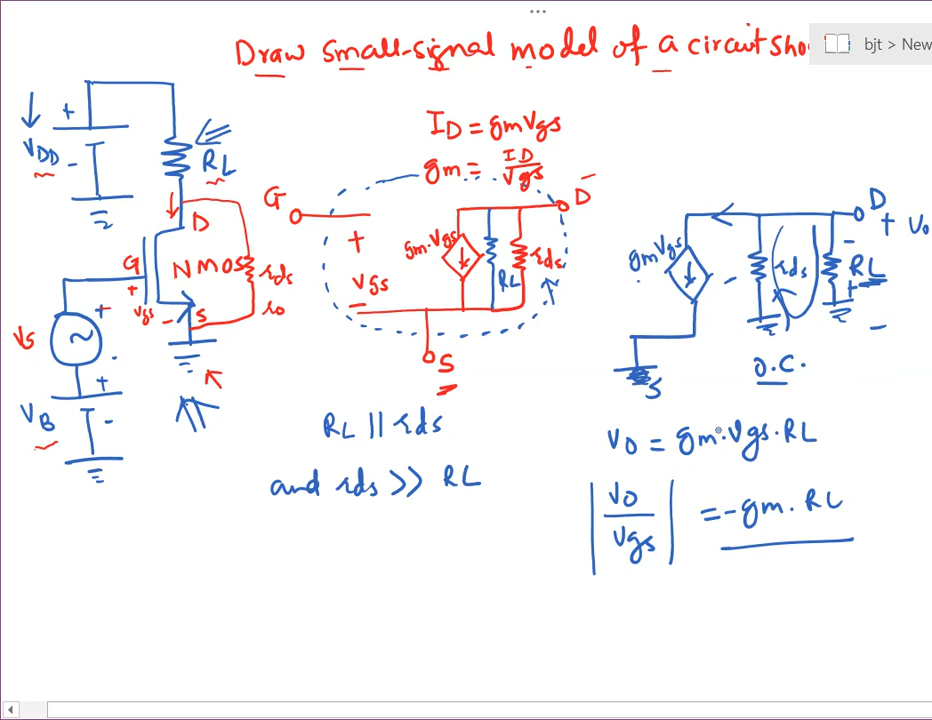 Draw Small-signal model of a circuit sho
bjt > New
+
VDD
-
RL
D
G
NMOS
rds
ro
+
vgs
-
S
+
Vs
+
VB
-
ID = gmVgs
gm = ID/Vgs
G
D
+
Vgs
-
gm.Vgs
RL
rds
S
RL || rds
and rds >> RL
D
+ Vo
gmVgs
rds
-
RL
+
-
S
O.C.
Vo = gm.Vgs.RL
|Vo/Vgs| = -gm.RL